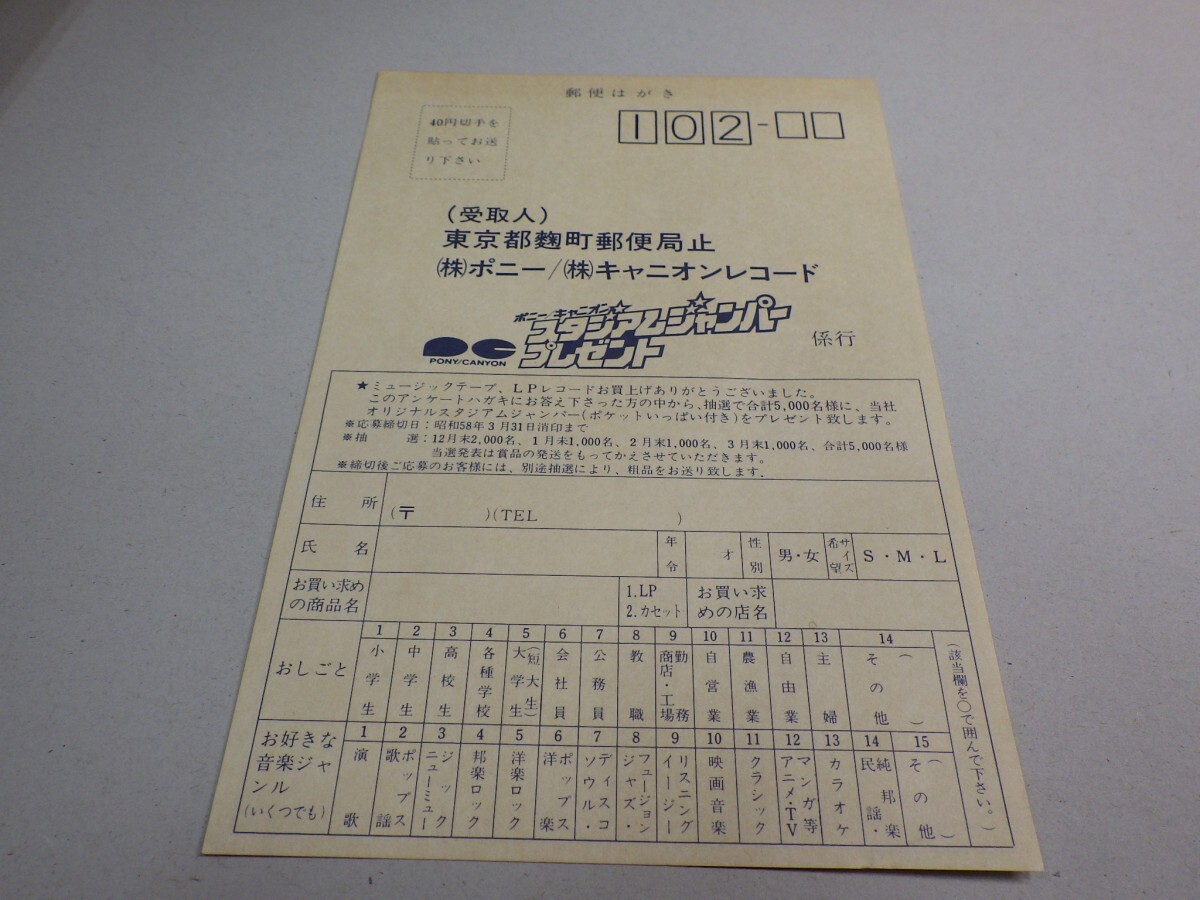 郵便はがき
40円切手を
貼ってお送
り下さい
102-
(受取人)
東京都麹町郵便局止
㈱ポニー/㈱キャニオンレコード
ポニー/キャニオン
スタジアムジャンパー
プレゼント
係行
PONY/CANYON
★ミュージックテープ、LPレコードお買上げありがとうございました。
このアンケートハガキにお答え下さった方の中から、抽選で合計5,000名様に、当社
オリジナルスタジアムジャンパー(ポケットいっぱい付き)をプレゼント致します。
※応募締切日:昭和58年3月31日消印まで
※抽 選:12月末2,000名、1月末1,000名、2月末1,000名、3月末1,000名、合計5,000名様
当選発表は賞品の発送をもってかえさせていただきます。
※締切後ご応募のお客様には、別途抽選により、粗品をお送り致します.
住 所
(〒 )(TEL )
氏 名
年令
才
性別
男・女
サイズ希望
S・M・L
お買い求め
の商品名
1.LP
2.カセット
お買い求
めの店名
おしごと
1 小学生
2 中学生
3 高校生
4 各種学校
5 大学生(短大生)
6 会社員
7 公務員
8 教職
9 商店・工場勤務
10 自営業
11 農漁業
12 自由業
13 主婦
14 その他( )
お好きな
音楽ジャ
ンル
(いくつでも)
1 演歌
2 歌謡ポップス
3 ニューミュージック
4 邦楽ロック
5 洋楽ロック
6 洋楽ポップス
7 ソウル・ディスコ
8 ジャズ・フュージョン
9 イージーリスニング
10 映画音楽
11 クラシック
12 アニメ・TVマンガ等
13 カラオケ
14 民謡・純邦楽
15 その他( )
(該当欄を○で囲んで下さい。)